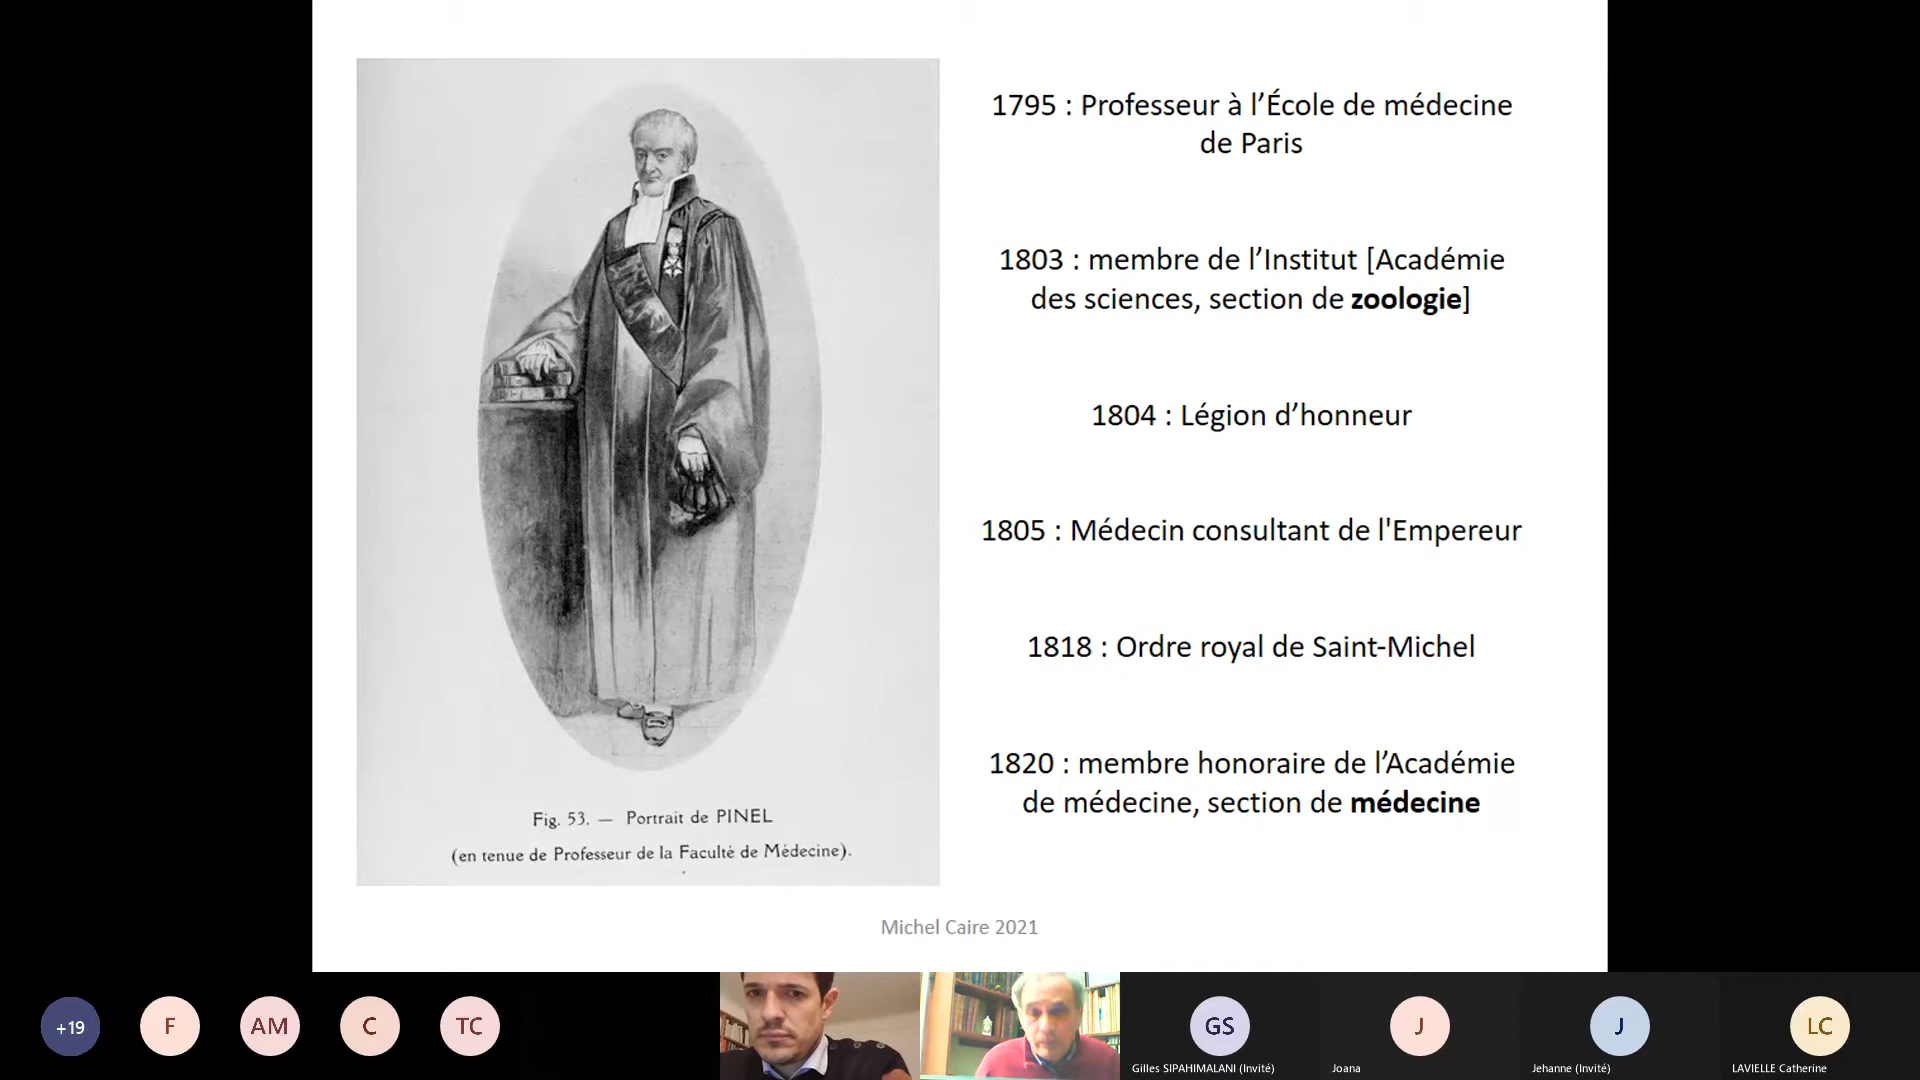 1795 : Professeur à l’École de médecine
de Paris
1803 : membre de l’Institut [Académie
des sciences, section de zoologie]
1804 : Légion d’honneur
1805 : Médecin consultant de l'Empereur
1818 : Ordre royal de Saint-Michel
1820 : membre honoraire de l’Académie
de médecine, section de médecine
Fig. 53. — Portrait de PINEL
(en tenue de Professeur de la Faculté de Médecine).
Michel Caire 2021
+19
F
AM
C
TC
GS
Gilles SIPAHIMALANI (Invité)
J
Joana
J
Jehanne (Invité)
LC
LAVIELLE Catherine